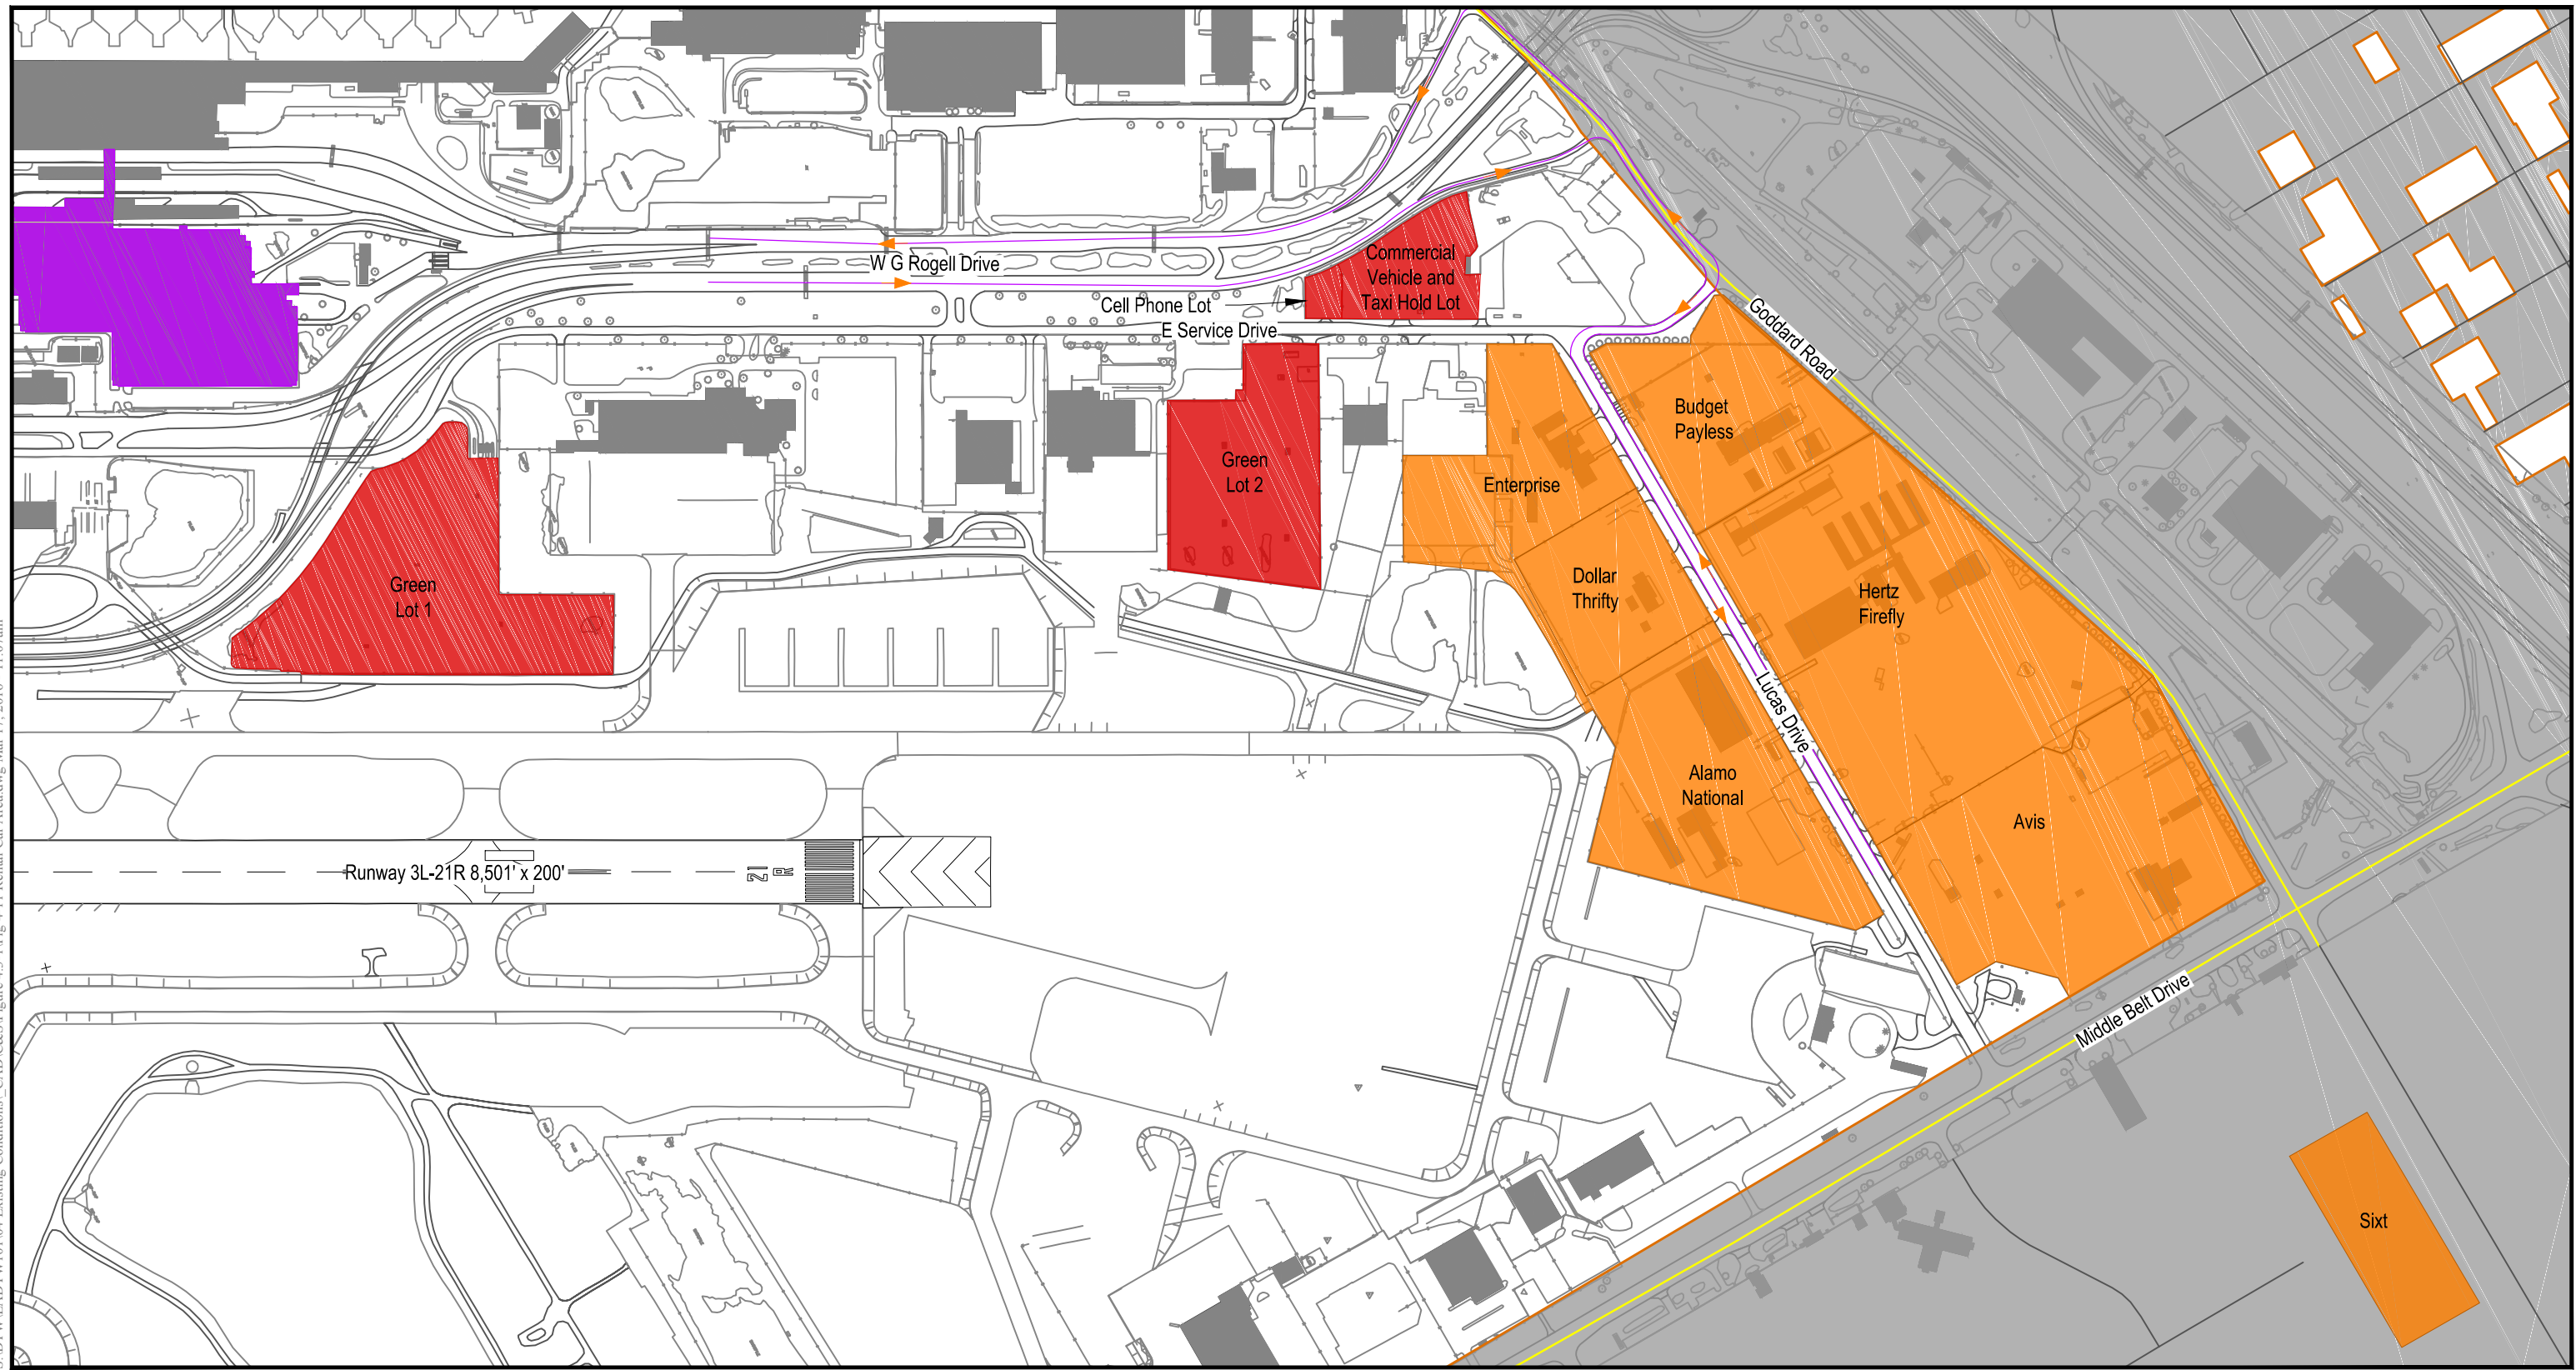 W G Rogell Drive
Commercial
Vehicle and
Taxi Hold Lot
Cell Phone Lot
E Service Drive
Goddard Road
Budget
Payless
Green
Lot 2
Enterprise
Green
Lot 1
Dollar
Thrifty
Hertz
Firefly
Lucas Drive
Alamo
National
Avis
Runway 3L-21R 8,501' x 200'
21
R
Middle Belt Drive
Sixt